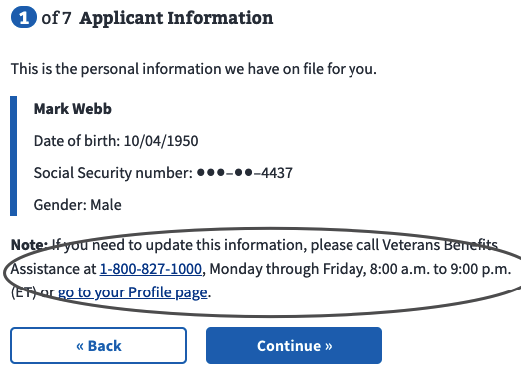 1 of 7 Applicant Information
This is the personal information we have on file for you.
Mark Webb
Date of birth: 10/04/1950
Social Security number: ●●●–●●–4437
Gender: Male
Note: If you need to update this information, please call Veterans Benefits
Assistance at 1-800-827-1000, Monday through Friday, 8:00 a.m. to 9:00 p.m.
(ET) or go to your Profile page.
« Back
Continue »